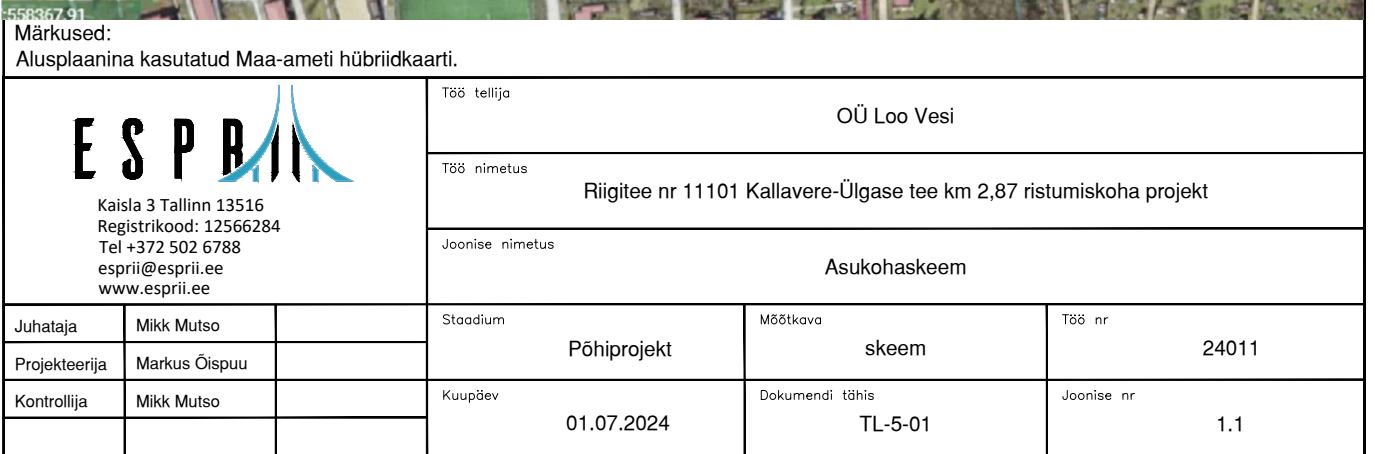 :558367.91
Märkused:
Alusplaanina kasutatud Maa-ameti hübriidkaarti.
ESPRII
Kaisla 3 Tallinn 13516
Registrikood: 12566284
Tel +372 502 6788
esprii@esprii.ee
www.esprii.ee
Töö tellija
OÜ Loo Vesi
Töö nimetus
Riigitee nr 11101 Kallavere-Ülgase tee km 2,87 ristumiskoha projekt
Joonise nimetus
Asukohaskeem
Juhataja Mikk Mutso
Projekteerija Markus Õispuu
Kontrollija Mikk Mutso
Staadium Mõõtkava Töö nr
Põhiprojekt skeem 24011
Kuupäev Dokumendi tähis Joonise nr
01.07.2024 TL-5-01 1.1